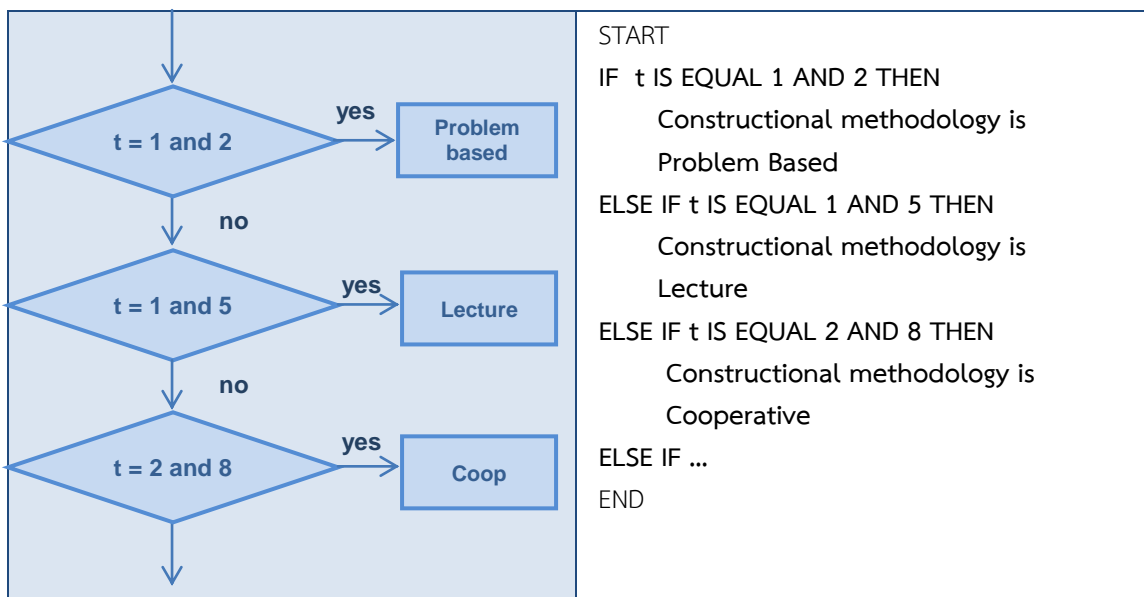 t = 1 and 2
yes
Problem
based
no
t = 1 and 5
yes
Lecture
no
t = 2 and 8
yes
Coop
START
IF t IS EQUAL 1 AND 2 THEN
Constructional methodology is
Problem Based
ELSE IF t IS EQUAL 1 AND 5 THEN
Constructional methodology is
Lecture
ELSE IF t IS EQUAL 2 AND 8 THEN
Constructional methodology is
Cooperative
ELSE IF ...
END